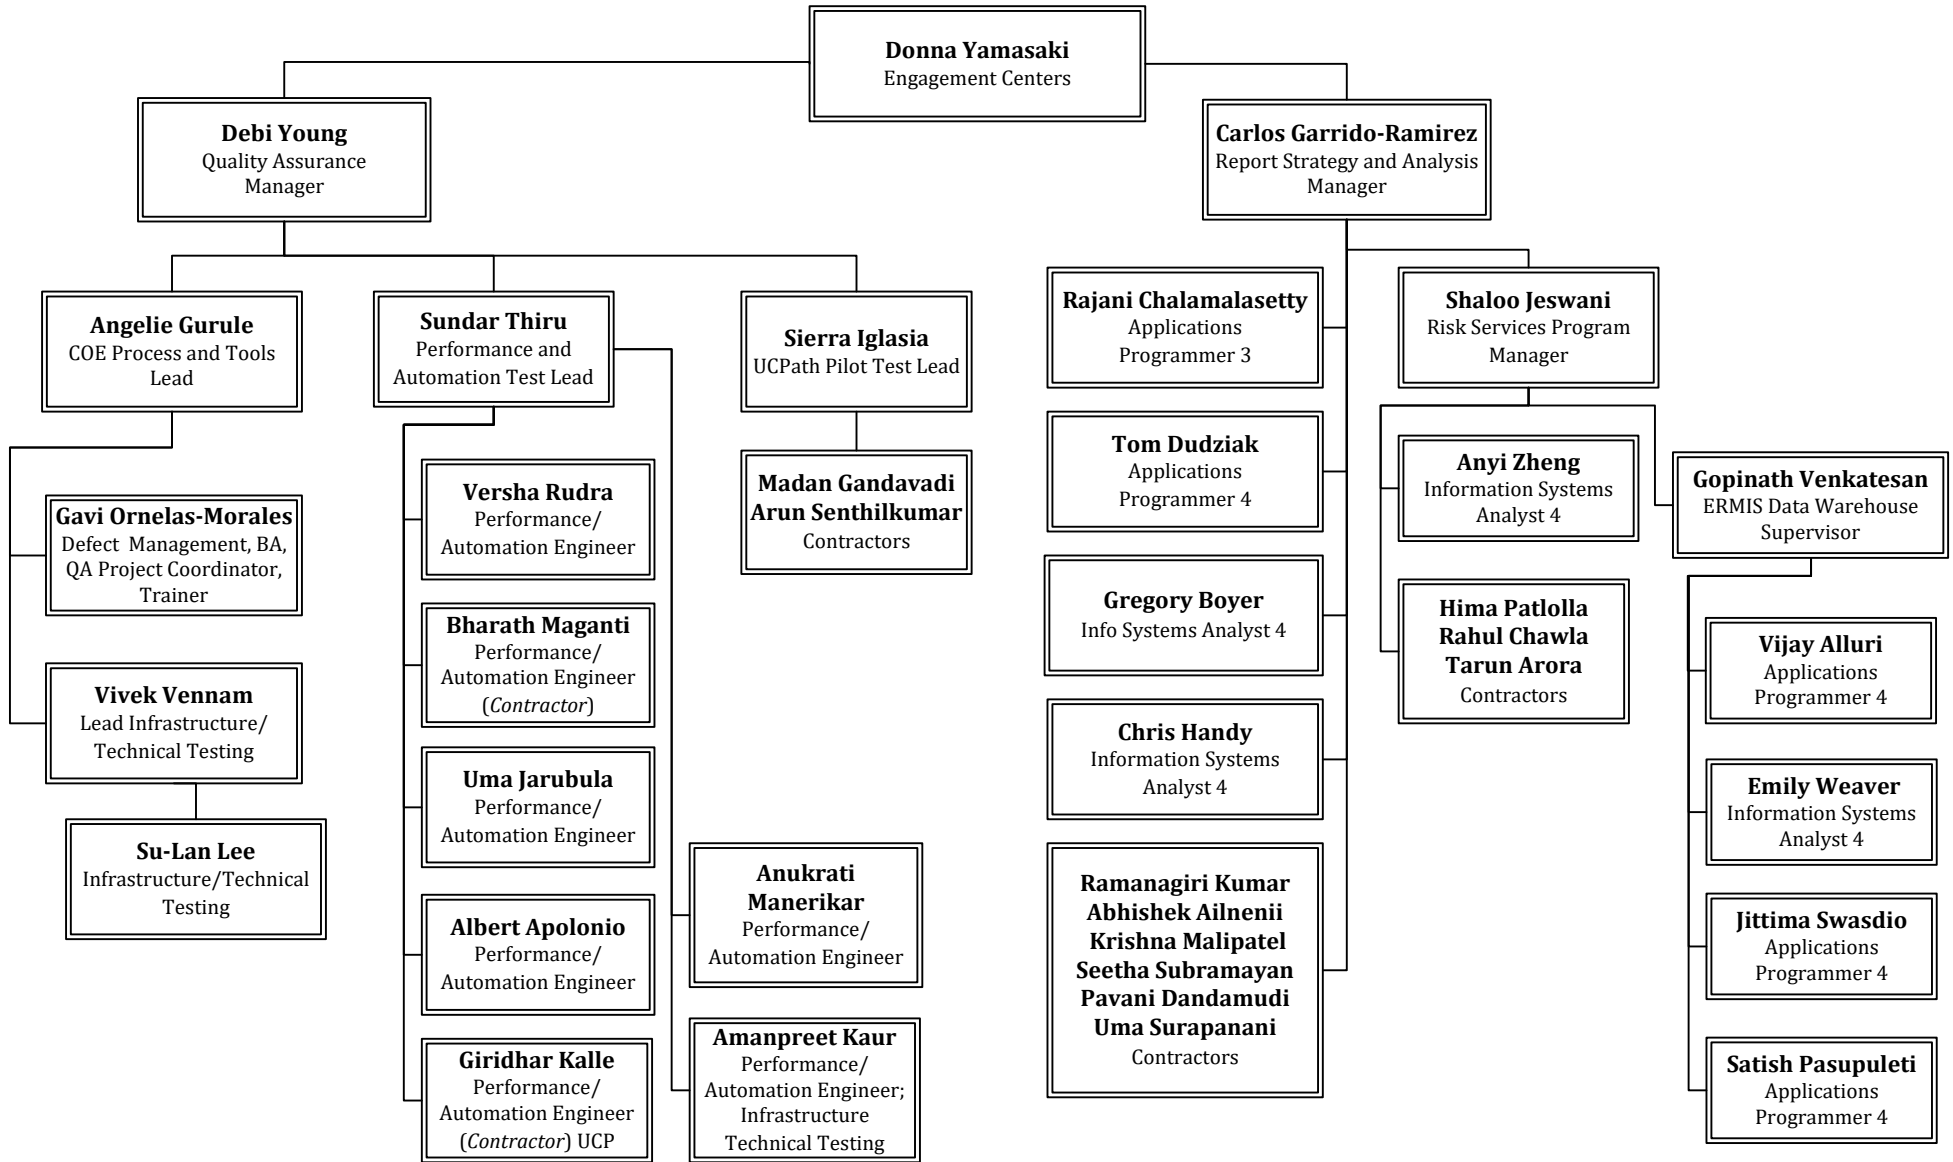 Donna Yamasaki
Engagement Centers
Debi Young
Quality Assurance
Manager
Carlos Garrido-Ramirez
Report Strategy and Analysis
Manager
Angelie Gurule
COE Process and Tools
Lead
Sundar Thiru
Performance and
Automation Test Lead
Sierra Iglasia
UCPath Pilot Test Lead
Rajani Chalamalasetty
Applications
Programmer 3
Shaloo Jeswani
Risk Services Program
Manager
Gavi Ornelas-Morales
Defect  Management, BA,
QA Project Coordinator,
Trainer
Vivek Vennam
Lead Infrastructure/
Technical Testing
Su-Lan Lee
Infrastructure/Technical
Testing
Versha Rudra
Performance/
Automation Engineer
Bharath Maganti
Performance/
Automation Engineer
(Contractor)
Uma Jarubula
Performance/
Automation Engineer
Albert Apolonio
Performance/
Automation Engineer
Giridhar Kalle
Performance/
Automation Engineer
(Contractor) UCP
Anukrati
Manerikar
Performance/
Automation Engineer
Amanpreet Kaur
Performance/
Automation Engineer;
Infrastructure
Technical Testing
Madan Gandavadi
Arun Senthilkumar
Contractors
Tom Dudziak
Applications
Programmer 4
Gregory Boyer
Info Systems Analyst 4
Chris Handy
Information Systems
Analyst 4
Ramanagiri Kumar
Abhishek Ailnenii
Krishna Malipatel
Seetha Subramayan
Pavani Dandamudi
Uma Surapanani
Contractors
Anyi Zheng
Information Systems
Analyst 4
Hima Patlolla
Rahul Chawla
Tarun Arora
Contractors
Gopinath Venkatesan
ERMIS Data Warehouse
Supervisor
Vijay Alluri
Applications
Programmer 4
Emily Weaver
Information Systems
Analyst 4
Jittima Swasdio
Applications
Programmer 4
Satish Pasupuleti
Applications
Programmer 4